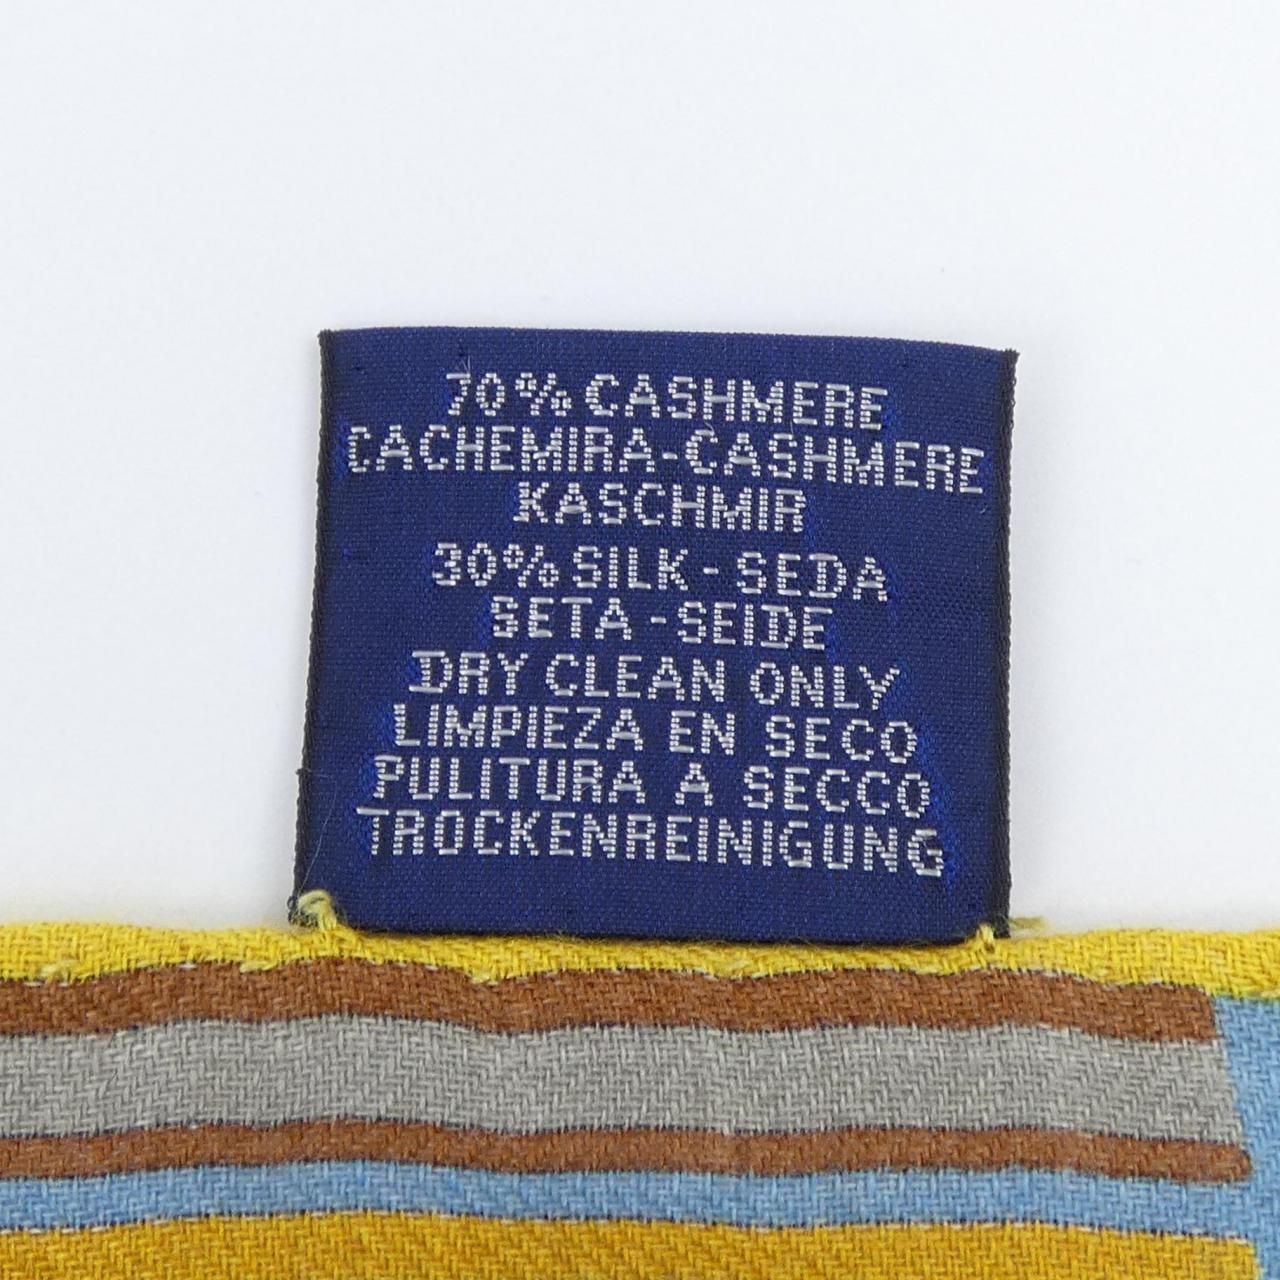 70% CASHMERE
CACHEMIRA-CASHMERE
KASCHMIR
30% SILK - SEDA
SETA - SEIDE
DRY CLEAN ONLY
LIMPIEZA EN SECO
PULITURA A SECCO
TROCKENREINIGUNG